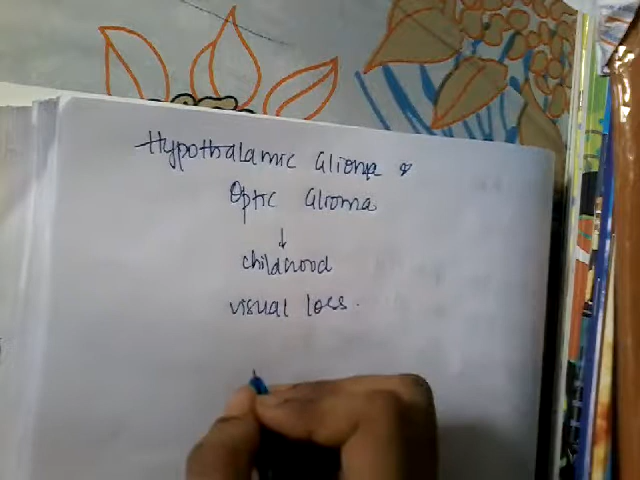 Hypothalamic Glioma &
Optic Glioma
↓
childhood
visual loss.